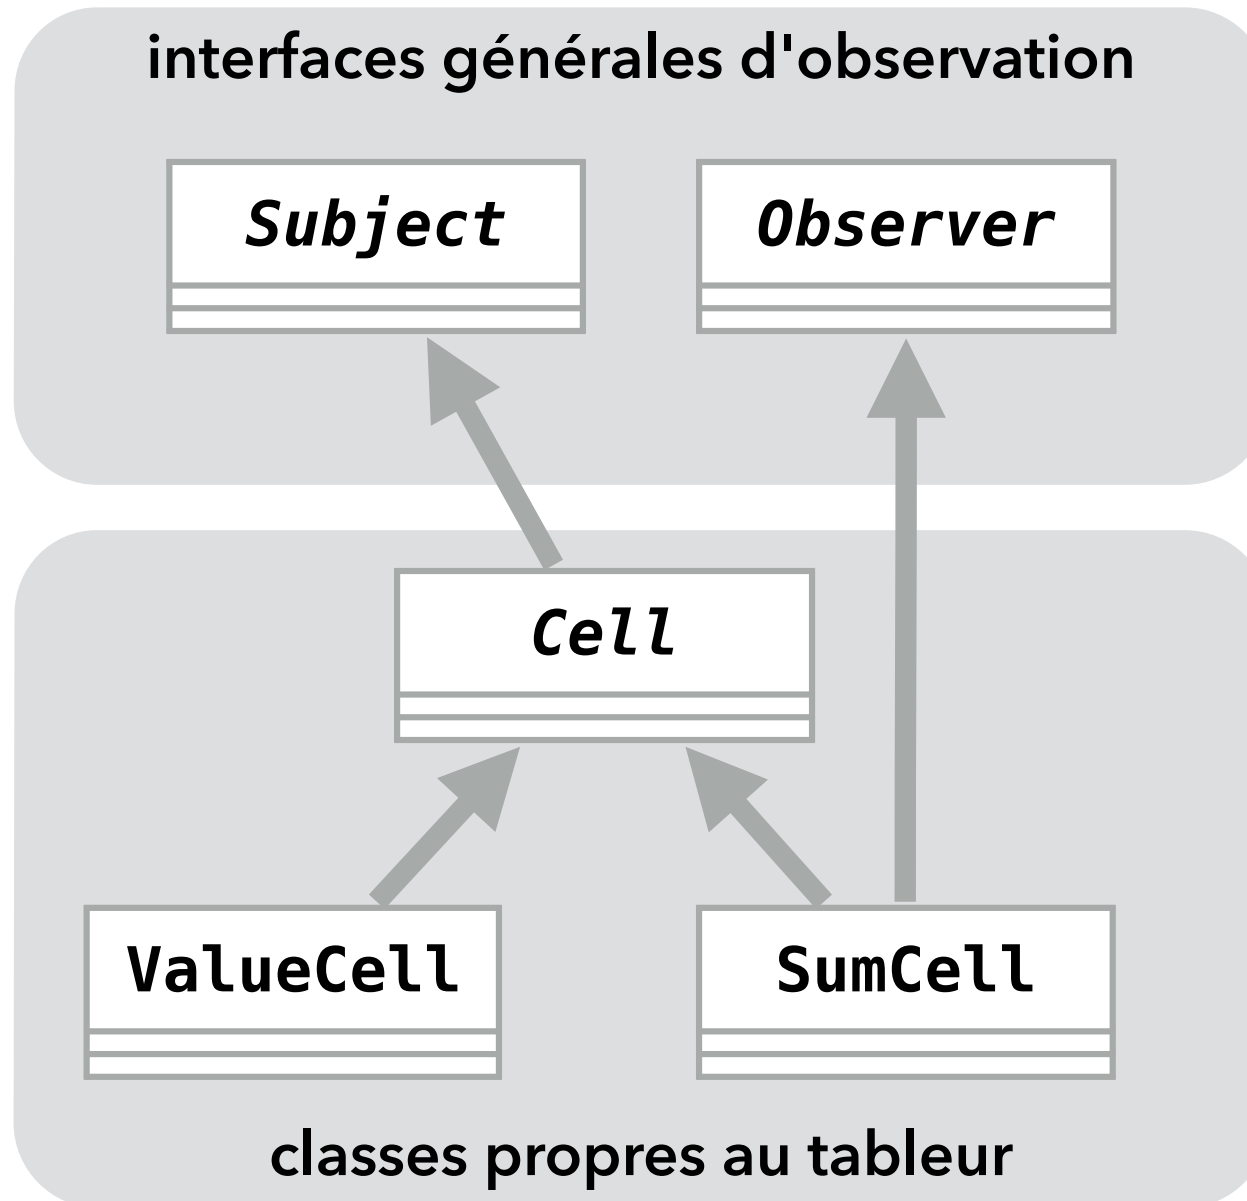 interfaces générales d'observation
Subject
Observer
Cell
ValueCell
SumCell
classes propres au tableur